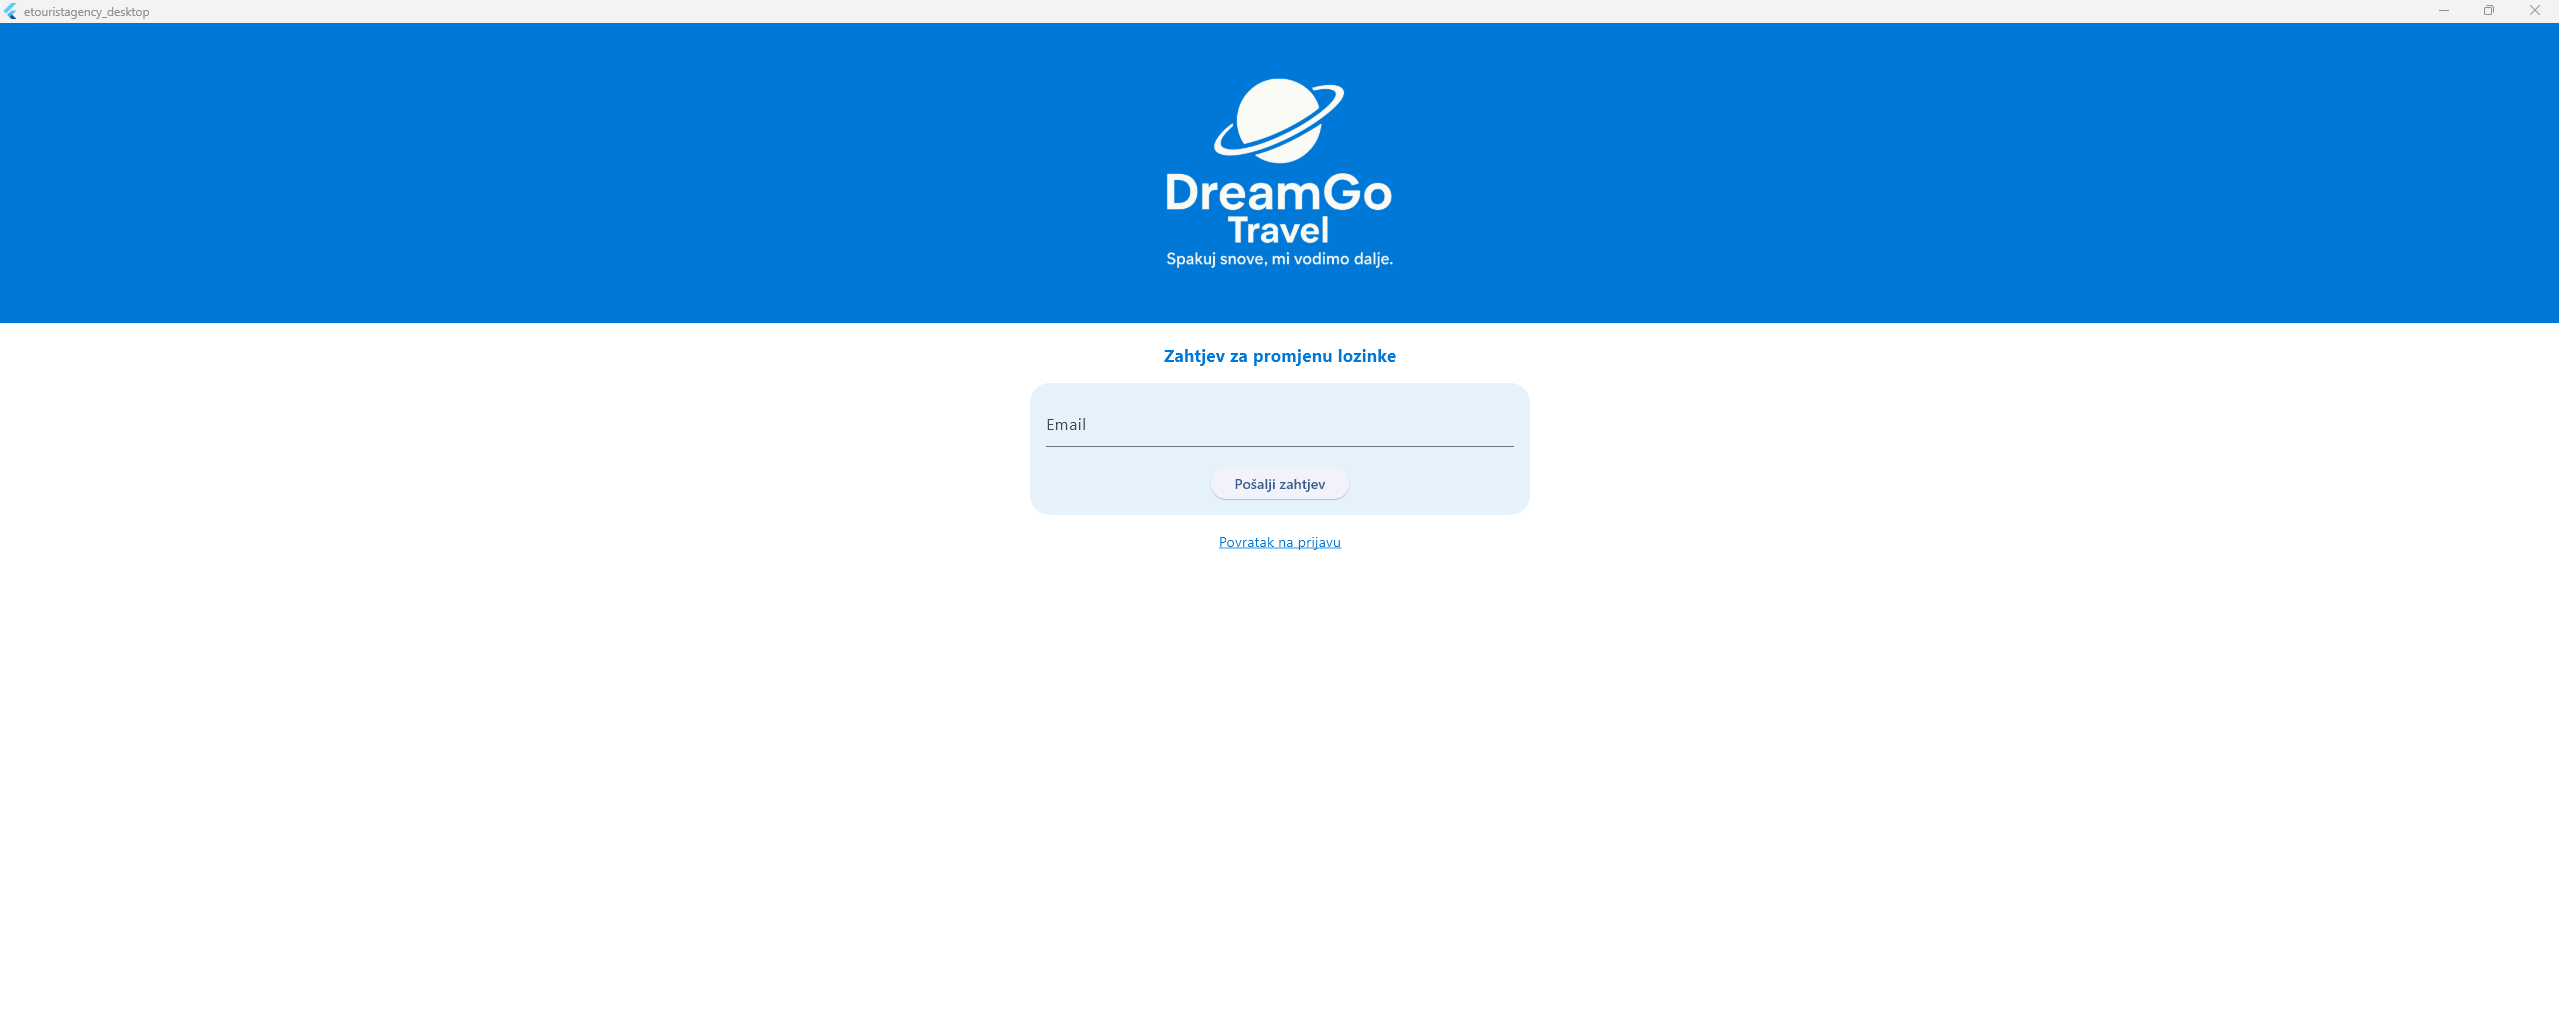 etouristagency_desktop
DreamGo
Travel
Spakuj snove, mi vodimo dalje.
Zahtjev za promjenu lozinke
Email
Pošalji zahtjev
Povratak na prijavu